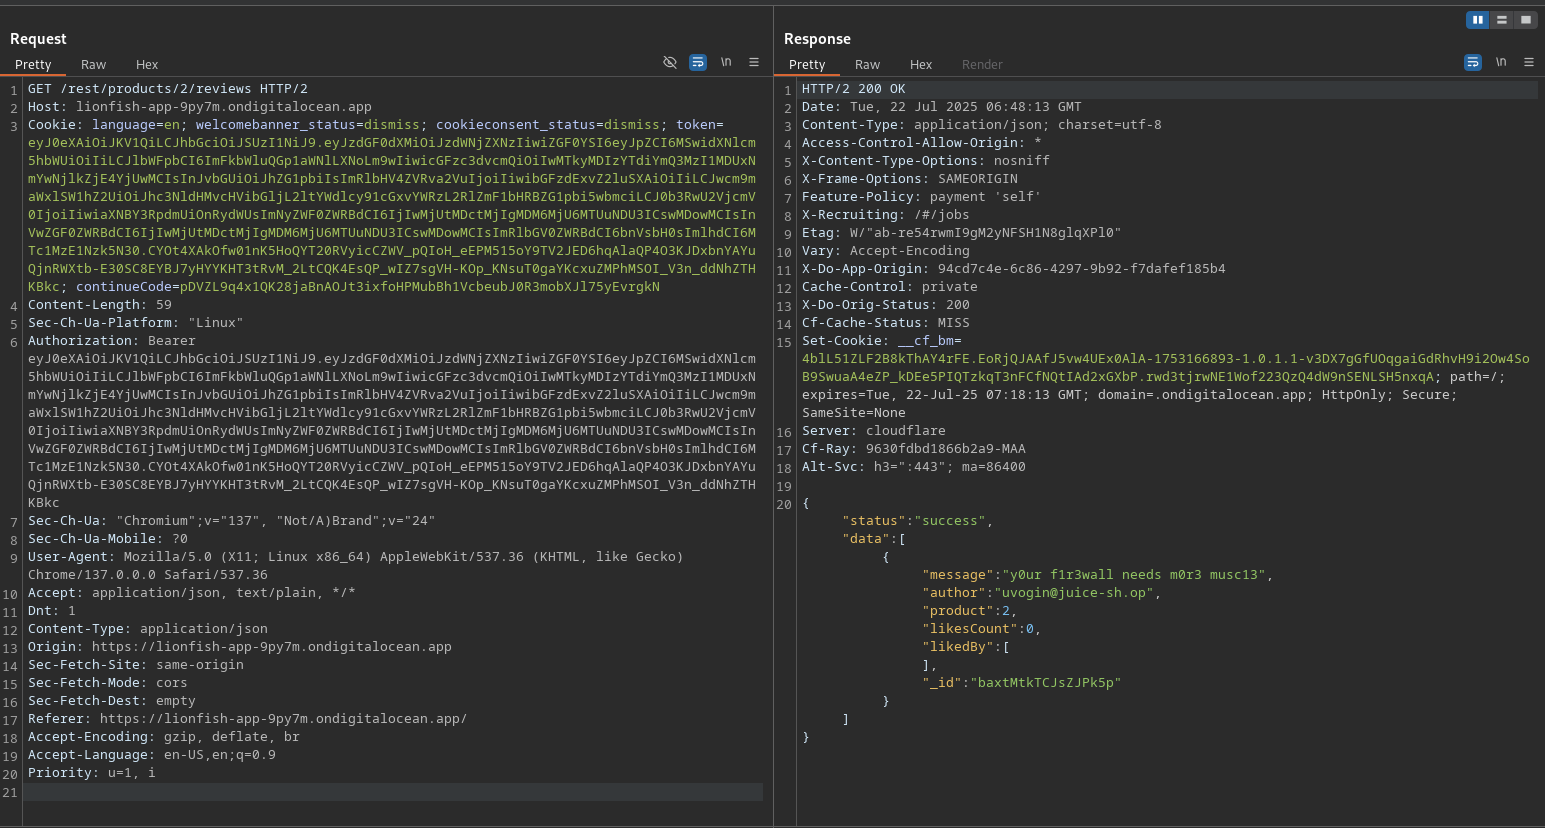 Request
Pretty Raw Hex
\n
1 GET /rest/products/2/reviews HTTP/2
2 Host: lionfish-app-9py7m.ondigitalocean.app
3 Cookie: language=en; welcomebanner_status=dismiss; cookieconsent_status=dismiss; token=
eyJ0eXAiOiJKV1QiLCJhbGciOiJSUzI1NiJ9.eyJzdGF0dXMiOiJzdWNjZXNzIiwiZGF0YSI6eyJpZCI6MSwidXNlcm
5hbWUiOiIiLCJlbWFpbCI6ImFkbWluQGp1aWNlLXNoLm9wIiwicGFzc3dvcmQiOiIwMTkyMDIzYTdiYmQ3MzI1MDUxN
mYwNjlkZjE4YjUwMCIsInJvbGUiOiJhZG1pbiIsImRlbHV4ZVRva2VuIjoiIiwibGFzdExvZ2luSXAiOiIiLCJwcm9m
aWxlSW1hZ2UiOiJhc3NldHMvcHVibGljL2ltYWdlcy91cGxvYWRzL2RlZmF1bHRBZG1pbi5wbmciLCJ0b3RwU2VjcmV
0IjoiIiwiaXNBY3RpdmUiOnRydWUsImNyZWF0ZWRBdCI6IjIwMjUtMDctMjIgMDM6MjU6MTUuNDU3ICswMDowMCIsIn
VwZGF0ZWRBdCI6IjIwMjUtMDctMjIgMDM6MjU6MTUuNDU3ICswMDowMCIsImRlbGV0ZWRBdCI6bnVsbH0sImlhdCI6M
Tc1MzE1Nzk5N30.CYOt4XAkOfw01nK5HoQYT20RVyicCZWV_pQIoH_eEPM515oY9TV2JED6hqAlaQP4O3KJDxbnYAYu
QjnRWXtb-E30SC8EYBJ7yHYYKHT3tRvM_2LtCQK4EsQP_wIZ7sgVH-KOp_KNsuT0gaYKcxuZMPhMSOI_V3n_ddNhZTH
KBkc; continueCode=pDVZL9q4x1QK28jaBnAOJt3ixfoHPMubBh1VcbeubJ0R3mobXJl75yEvrgkN
4 Content-Length: 59
5 Sec-Ch-Ua-Platform: "Linux"
6 Authorization: Bearer
eyJ0eXAiOiJKV1QiLCJhbGciOiJSUzI1NiJ9.eyJzdGF0dXMiOiJzdWNjZXNzIiwiZGF0YSI6eyJpZCI6MSwidXNlcm
5hbWUiOiIiLCJlbWFpbCI6ImFkbWluQGp1aWNlLXNoLm9wIiwicGFzc3dvcmQiOiIwMTkyMDIzYTdiYmQ3MzI1MDUxN
mYwNjlkZjE4YjUwMCIsInJvbGUiOiJhZG1pbiIsImRlbHV4ZVRva2VuIjoiIiwibGFzdExvZ2luSXAiOiIiLCJwcm9m
aWxlSW1hZ2UiOiJhc3NldHMvcHVibGljL2ltYWdlcy91cGxvYWRzL2RlZmF1bHRBZG1pbi5wbmciLCJ0b3RwU2VjcmV
0IjoiIiwiaXNBY3RpdmUiOnRydWUsImNyZWF0ZWRBdCI6IjIwMjUtMDctMjIgMDM6MjU6MTUuNDU3ICswMDowMCIsIn
VwZGF0ZWRBdCI6IjIwMjUtMDctMjIgMDM6MjU6MTUuNDU3ICswMDowMCIsImRlbGV0ZWRBdCI6bnVsbH0sImlhdCI6M
Tc1MzE1Nzk5N30.CYOt4XAkOfw01nK5HoQYT20RVyicCZWV_pQIoH_eEPM515oY9TV2JED6hqAlaQP4O3KJDxbnYAYu
QjnRWXtb-E30SC8EYBJ7yHYYKHT3tRvM_2LtCQK4EsQP_wIZ7sgVH-KOp_KNsuT0gaYKcxuZMPhMSOI_V3n_ddNhZTH
KBkc
7 Sec-Ch-Ua: "Chromium";v="137", "Not/A)Brand";v="24"
8 Sec-Ch-Ua-Mobile: ?0
9 User-Agent: Mozilla/5.0 (X11; Linux x86_64) AppleWebKit/537.36 (KHTML, like Gecko)
Chrome/137.0.0.0 Safari/537.36
10 Accept: application/json, text/plain, */*
11 Dnt: 1
12 Content-Type: application/json
13 Origin: https://lionfish-app-9py7m.ondigitalocean.app
14 Sec-Fetch-Site: same-origin
15 Sec-Fetch-Mode: cors
16 Sec-Fetch-Dest: empty
17 Referer: https://lionfish-app-9py7m.ondigitalocean.app/
18 Accept-Encoding: gzip, deflate, br
19 Accept-Language: en-US,en;q=0.9
20 Priority: u=1, i
21
Response
Pretty Raw Hex Render
\n
1 HTTP/2 200 OK
2 Date: Tue, 22 Jul 2025 06:48:13 GMT
3 Content-Type: application/json; charset=utf-8
4 Access-Control-Allow-Origin: *
5 X-Content-Type-Options: nosniff
6 X-Frame-Options: SAMEORIGIN
7 Feature-Policy: payment 'self'
8 X-Recruiting: /#/jobs
9 Etag: W/"ab-re54rwmI9gM2yNFSH1N8glqXPl0"
10 Vary: Accept-Encoding
11 X-Do-App-Origin: 94cd7c4e-6c86-4297-9b92-f7dafef185b4
12 Cache-Control: private
13 X-Do-Orig-Status: 200
14 Cf-Cache-Status: MISS
15 Set-Cookie: __cf_bm=
4blL51ZLF2B8kThAY4rFE.EoRjQJAAfJ5vw4UEx0AlA-1753166893-1.0.1.1-v3DX7gGfUOqgaiGdRhvH9i2Ow4So
B9SwuaA4eZP_kDEe5PIQTzkqT3nFCfNQtIAd2xGXbP.rwd3tjrwNE1Wof223QzQ4dW9nSENLSH5nxqA; path=/;
expires=Tue, 22-Jul-25 07:18:13 GMT; domain=.ondigitalocean.app; HttpOnly; Secure;
SameSite=None
16 Server: cloudflare
17 Cf-Ray: 9630fdbd1866b2a9-MAA
18 Alt-Svc: h3=":443"; ma=86400
19
20 {
"status":"success",
"data":[
{
"message":"y0ur f1r3wall needs m0r3 musc13",
"author":"uvogin@juice-sh.op",
"product":2,
"likesCount":0,
"likedBy":[
],
"_id":"baxtMtkTCJsZJPk5p"
}
]
}